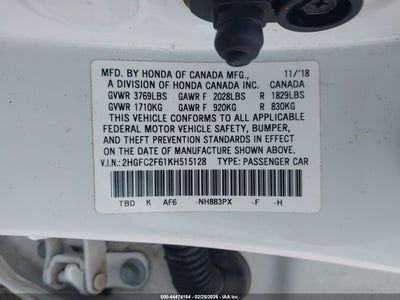 MFD. BY HONDA OF CANADA MFG., 11/'18
A DIVISION OF HONDA CANADA INC. CANADA
GVWR 3769LBS GAWR F 2028LBS R 1829LBS
GVWR 1710KG GAWR F 920KG R 830KG
THIS VEHICLE CONFORMS TO ALL APPLICABLE
FEDERAL MOTOR VEHICLE SAFETY, BUMPER,
AND THEFT PREVENTION STANDARDS IN EFFECT
ON THE DATE OF MANUFACTURE SHOWN ABOVE.
V.I.N.: 2HGFC2F61KH515128 TYPE: PASSENGER CAR
TBD K AF6 -NH883PX -F -H
000-44474164 - 02/25/2026 - IAAI.COM